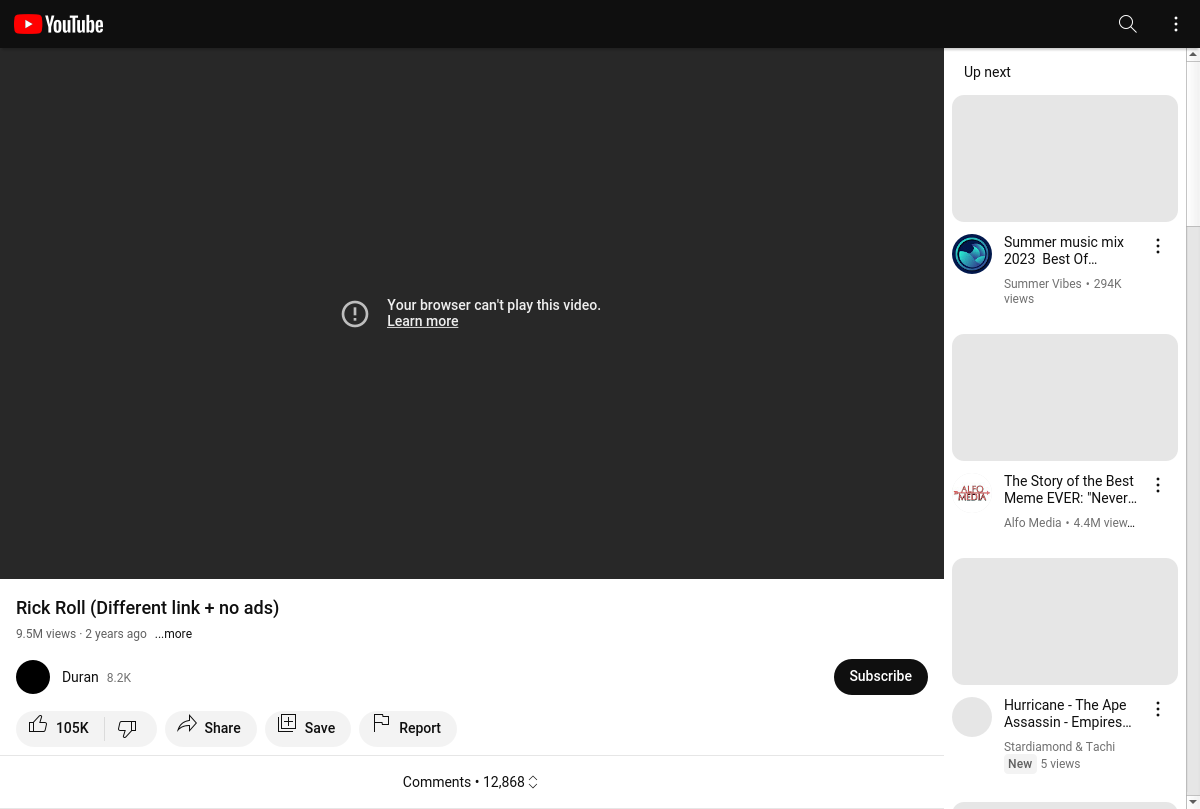 YouTube
Up next
Your browser can't play this video.
Learn more
Summer music mix
2023 Best Of...
Summer Vibes • 294K
views
ALFO
MEDIA
The Story of the Best
Meme EVER: "Never...
Alfo Media • 4.4M view...
Rick Roll (Different link + no ads)
9.5M views · 2 years ago ...more
Duran 8.2K
Subscribe
105K
Share
Save
Report
Hurricane - The Ape
Assassin - Empires...
Stardiamond & Tachi
New 5 views
Comments • 12,868